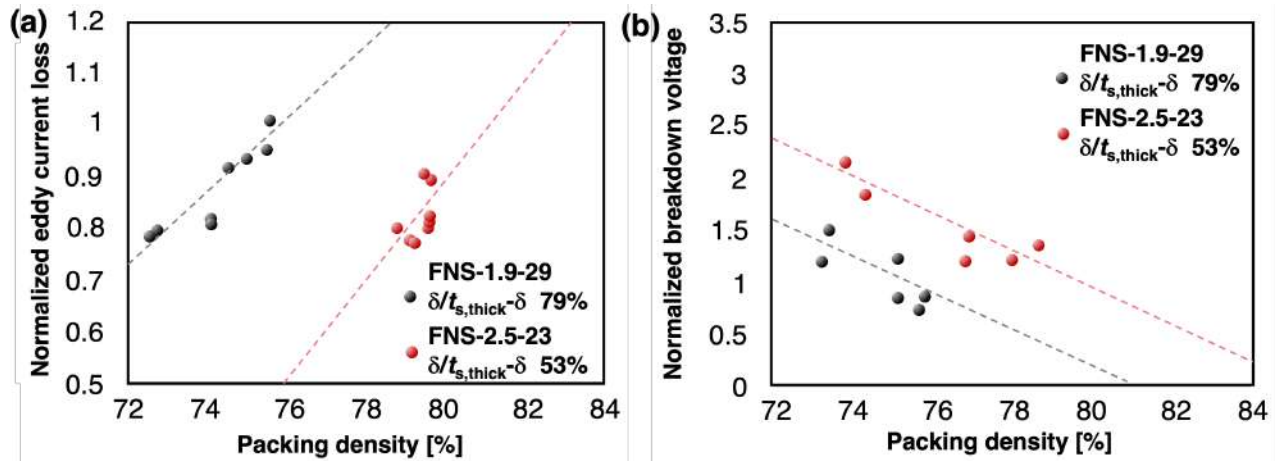 (a)
Normalized eddy current loss
1.2
1.1
1
0.9
0.8
0.7
0.6
0.5
72
74
76
78
80
82
84
Packing density [%]
FNS-1.9-29
δ/ts,thick-δ 79%
FNS-2.5-23
δ/ts,thick-δ 53%
(b)
Normalized breakdown voltage
3.5
3
2.5
2
1.5
1
0.5
0
72
74
76
78
80
82
84
Packing density [%]
FNS-1.9-29
δ/ts,thick-δ 79%
FNS-2.5-23
δ/ts,thick-δ 53%